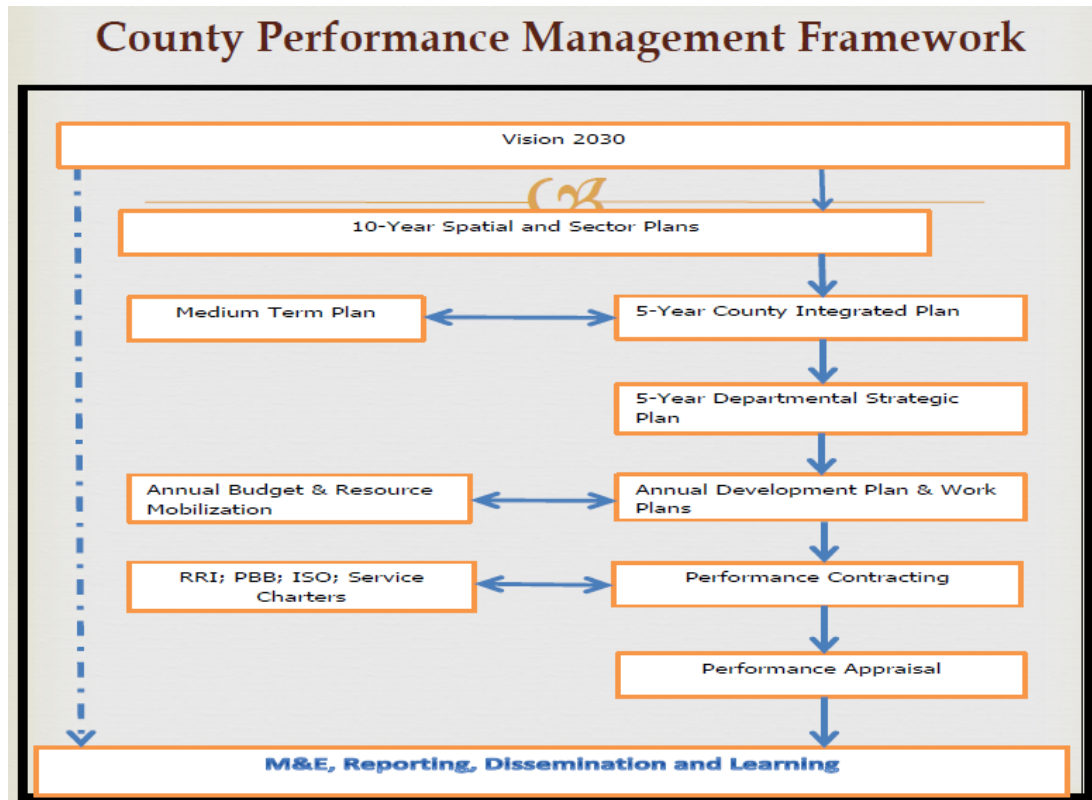 County Performance Management Framework
Vision 2030
10-Year Spatial and Sector Plans
Medium Term Plan
5-Year County Integrated Plan
5-Year Departmental Strategic
Plan
Annual Budget & Resource
Mobilization
Annual Development Plan & Work
Plans
RRI; PBB; ISO; Service
Charters
Performance Contracting
Performance Appraisal
M&E, Reporting, Dissemination and Learning